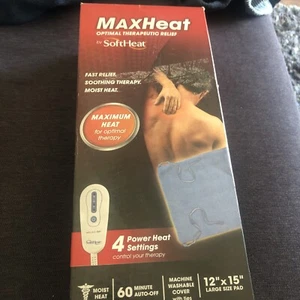 MAXHeat
OPTIMAL THERAPEUTIC RELIEF
by SoftHeat
FAST RELIEF,
SOOTHING THERAPY.
MOIST HEAT.
MAXIMUM
HEAT
for optimal
therapy
4 Power Heat
Settings
control your therapy
MOIST
HEAT
60 MINUTE
AUTO-OFF
MACHINE
WASHABLE
COVER
with ties
12" x 15"
LARGE SIZE PAD